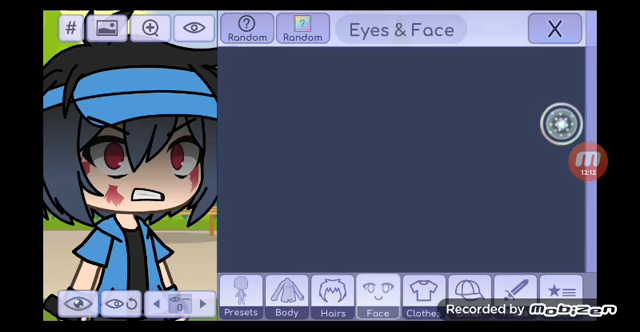 #
Random
Random
Eyes & Face
X
12:12
0
Presets
Body
Hairs
Face
Clothes
Recorded by Mobizen